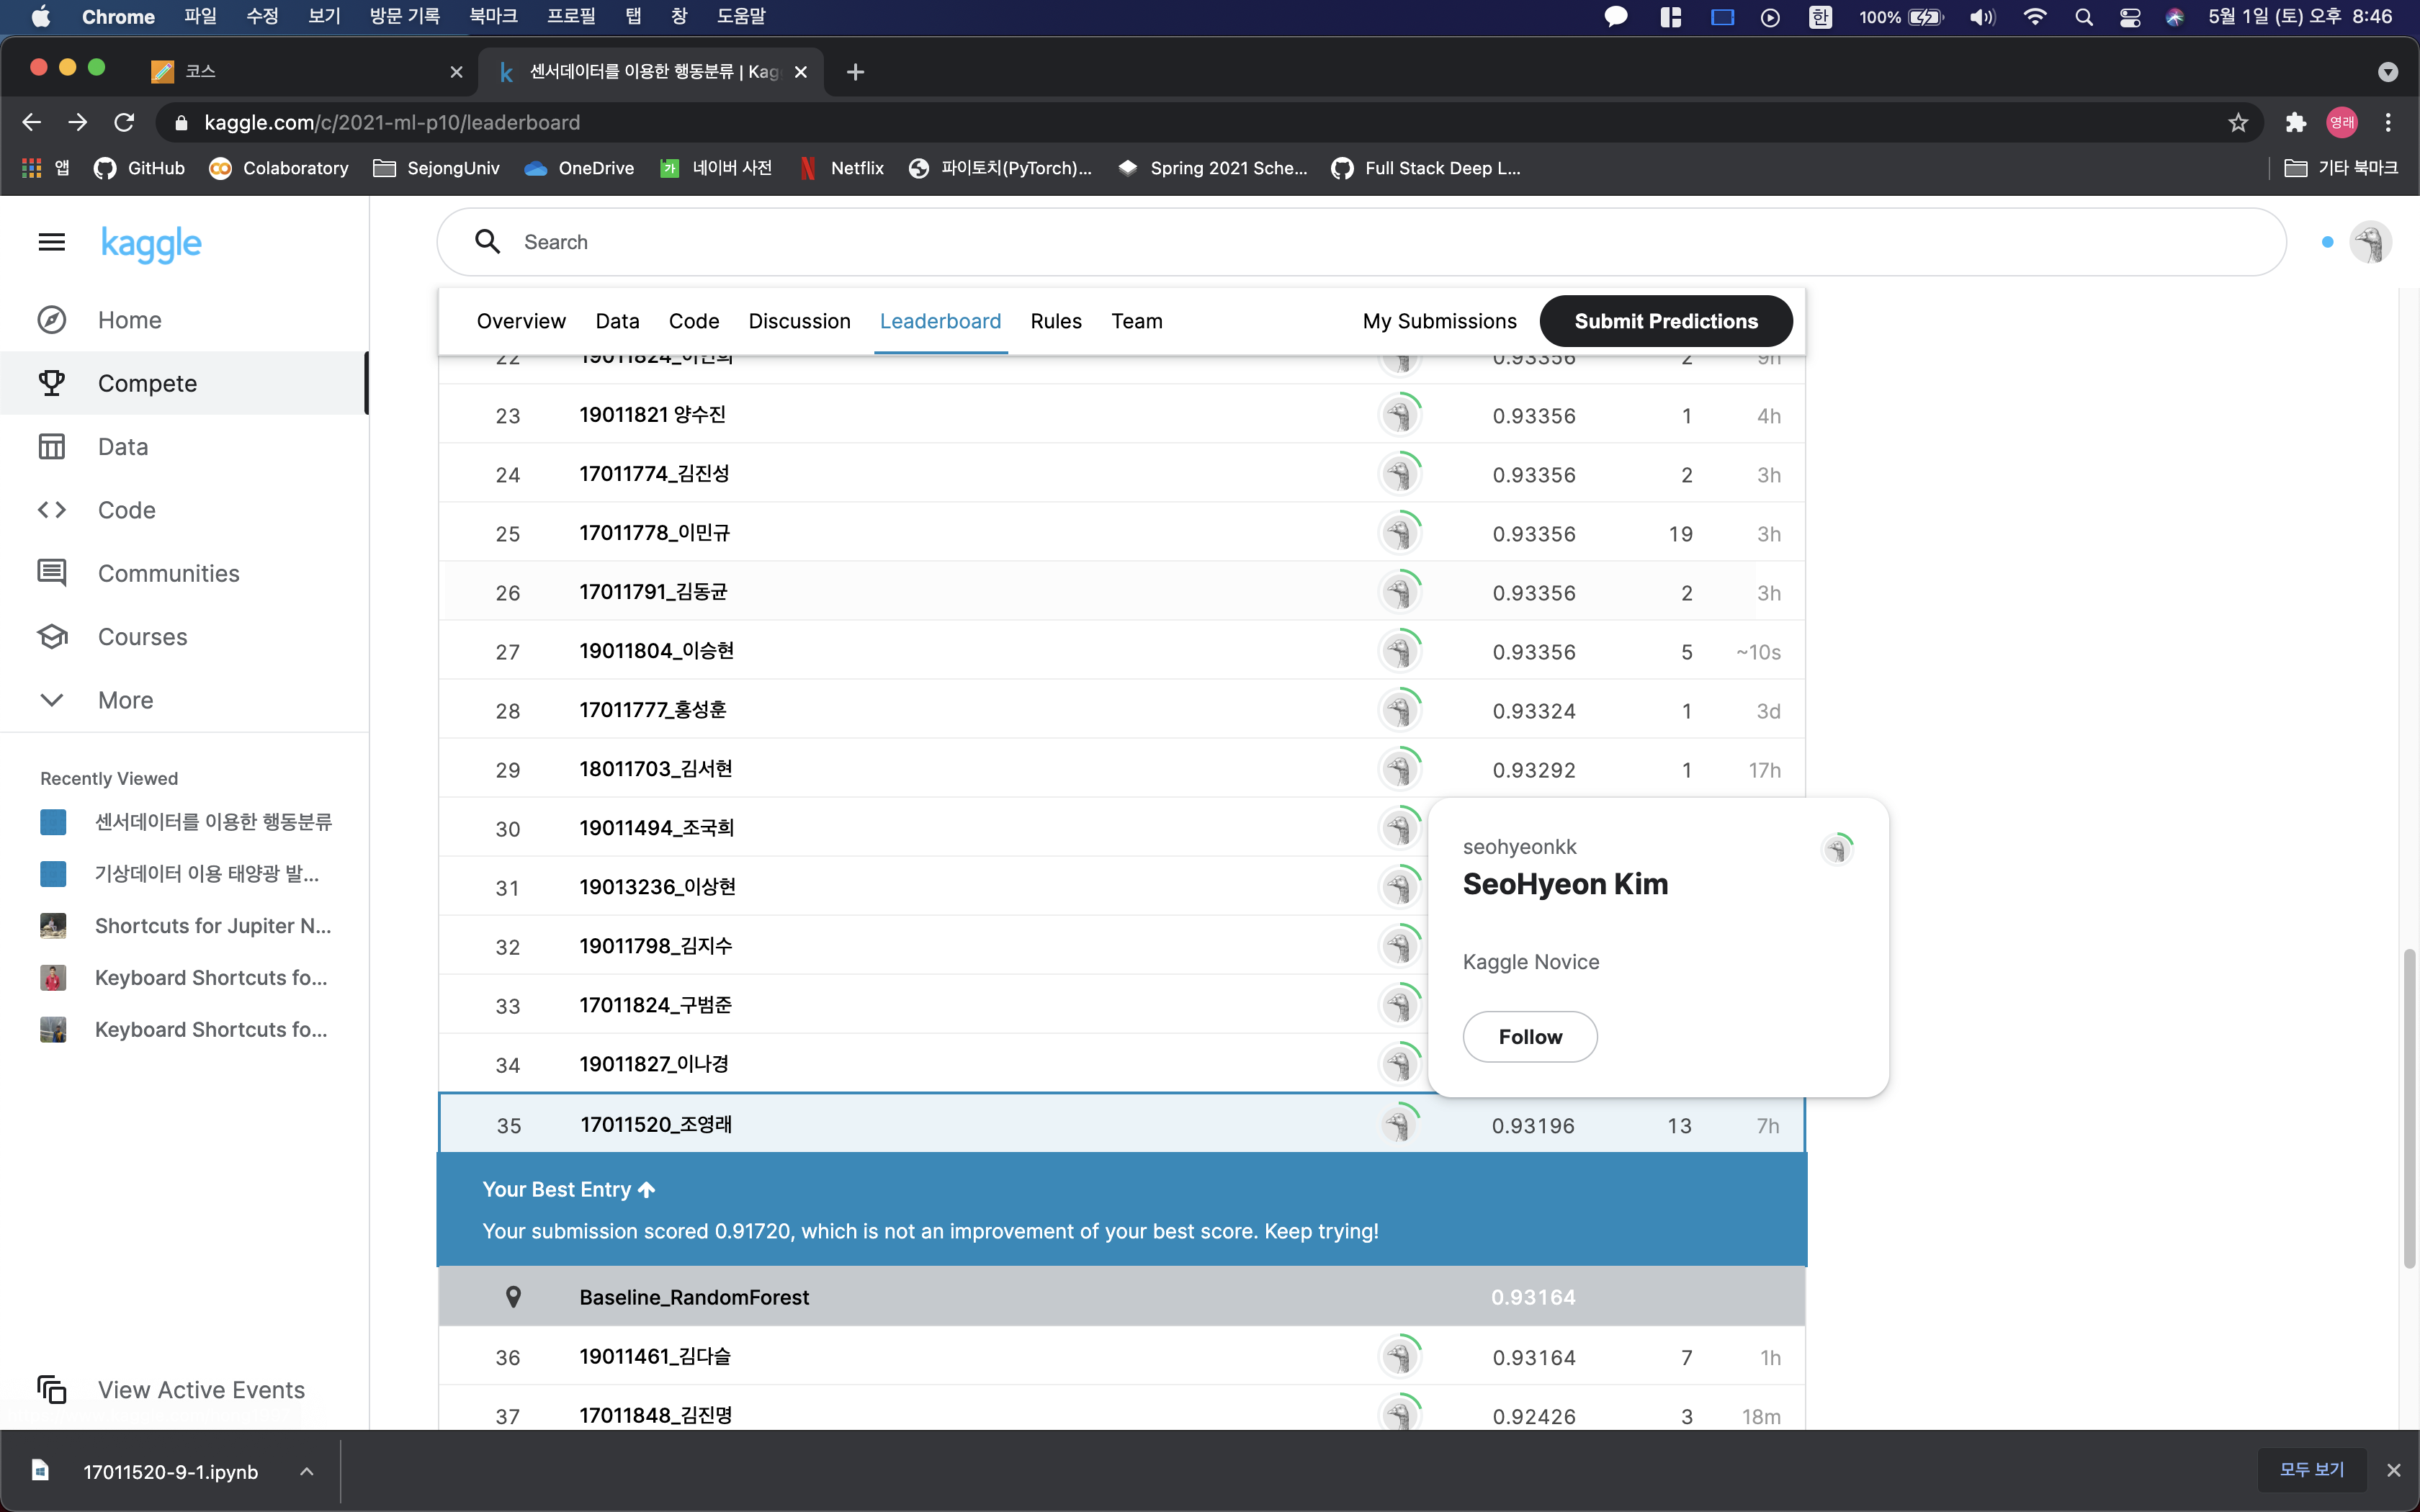 Chrome 파일 수정 보기 방문 기록 북마크 프로필 탭 창 도움말 한 100% 5월 1일 (토) 오후 8:46
코스 센서데이터를 이용한 행동분류 | Kag
kaggle.com/c/2021-ml-p10/leaderboard 영래
앱 GitHub Colaboratory SejongUniv OneDrive 네이버 사전 Netflix 파이토치(PyTorch)... Spring 2021 Sche... Full Stack Deep L... 기타 북마크
kaggle
Search
Home
Compete
Data
Code
Communities
Courses
More
Recently Viewed
센서데이터를 이용한 행동분류
기상데이터 이용 태양광 발...
Shortcuts for Jupiter N...
Keyboard Shortcuts fo...
Keyboard Shortcuts fo...
View Active Events
Overview Data Code Discussion Leaderboard Rules Team My Submissions Submit Predictions
22 0.93356 2 9h
23 19011821 양수진 0.93356 1 4h
24 17011774_김진성 0.93356 2 3h
25 17011778_이민규 0.93356 19 3h
26 17011791_김동균 0.93356 2 3h
27 19011804_이승현 0.93356 5 ~10s
28 17011777_홍성훈 0.93324 1 3d
29 18011703_김서현 0.93292 1 17h
30 19011494_조국희
31 19013236_이상현
32 19011798_김지수
33 17011824_구범준
34 19011827_이나경
seohyeonkk
SeoHyeon Kim
Kaggle Novice
Follow
35 17011520_조영래 0.93196 13 7h
Your Best Entry
Your submission scored 0.91720, which is not an improvement of your best score. Keep trying!
Baseline_RandomForest 0.93164
36 19011461_김다슬 0.93164 7 1h
37 17011848_김진명 0.92426 3 18m
17011520-9-1.ipynb 모두 보기